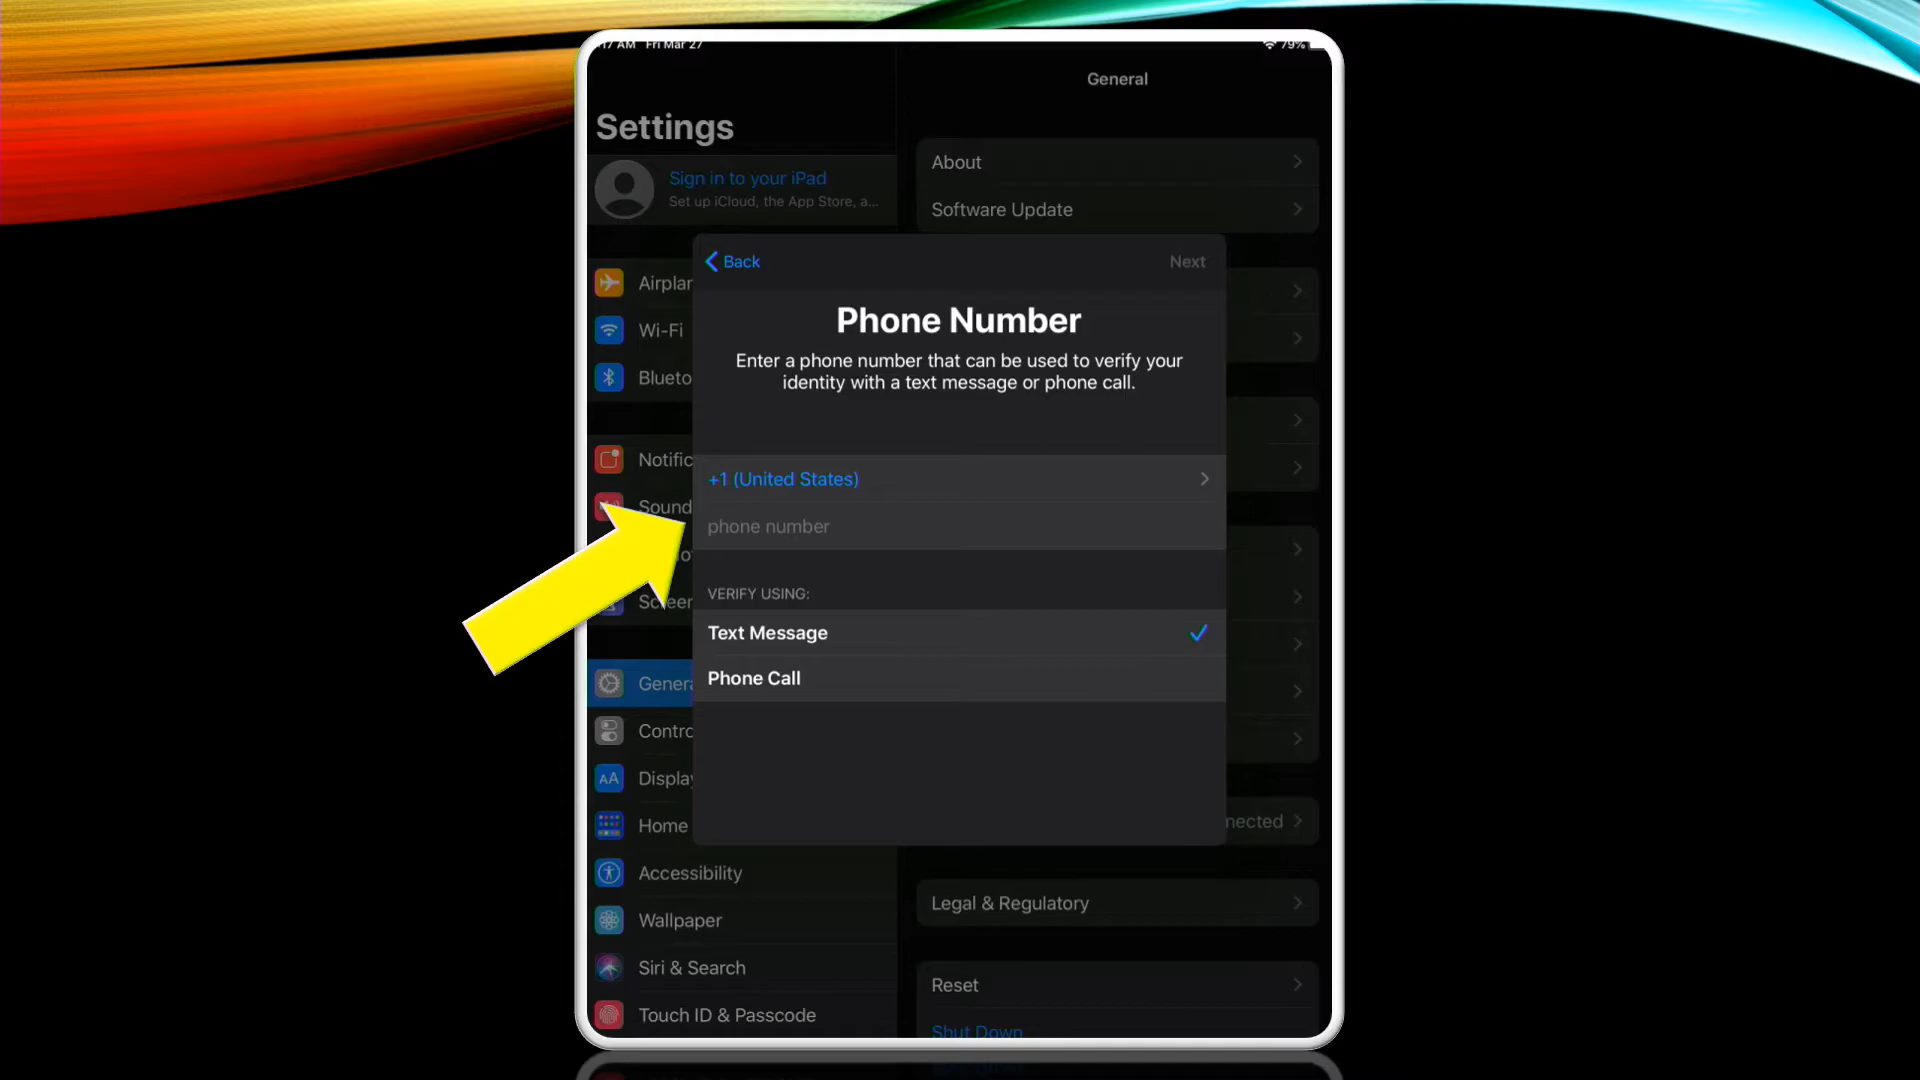 Fri Mar 27
79%
General
Settings
About
Sign in to your iPad
Set up iCloud, the App Store, a...
Software Update
Back
Next
Phone Number
Enter a phone number that can be used to verify your
identity with a text message or phone call.
+1 (United States)
phone number
VERIFY USING:
Text Message
Phone Call
Wi-Fi
Home
Accessibility
Wallpaper
Siri & Search
Touch ID & Passcode
Legal & Regulatory
Reset
Shut Down